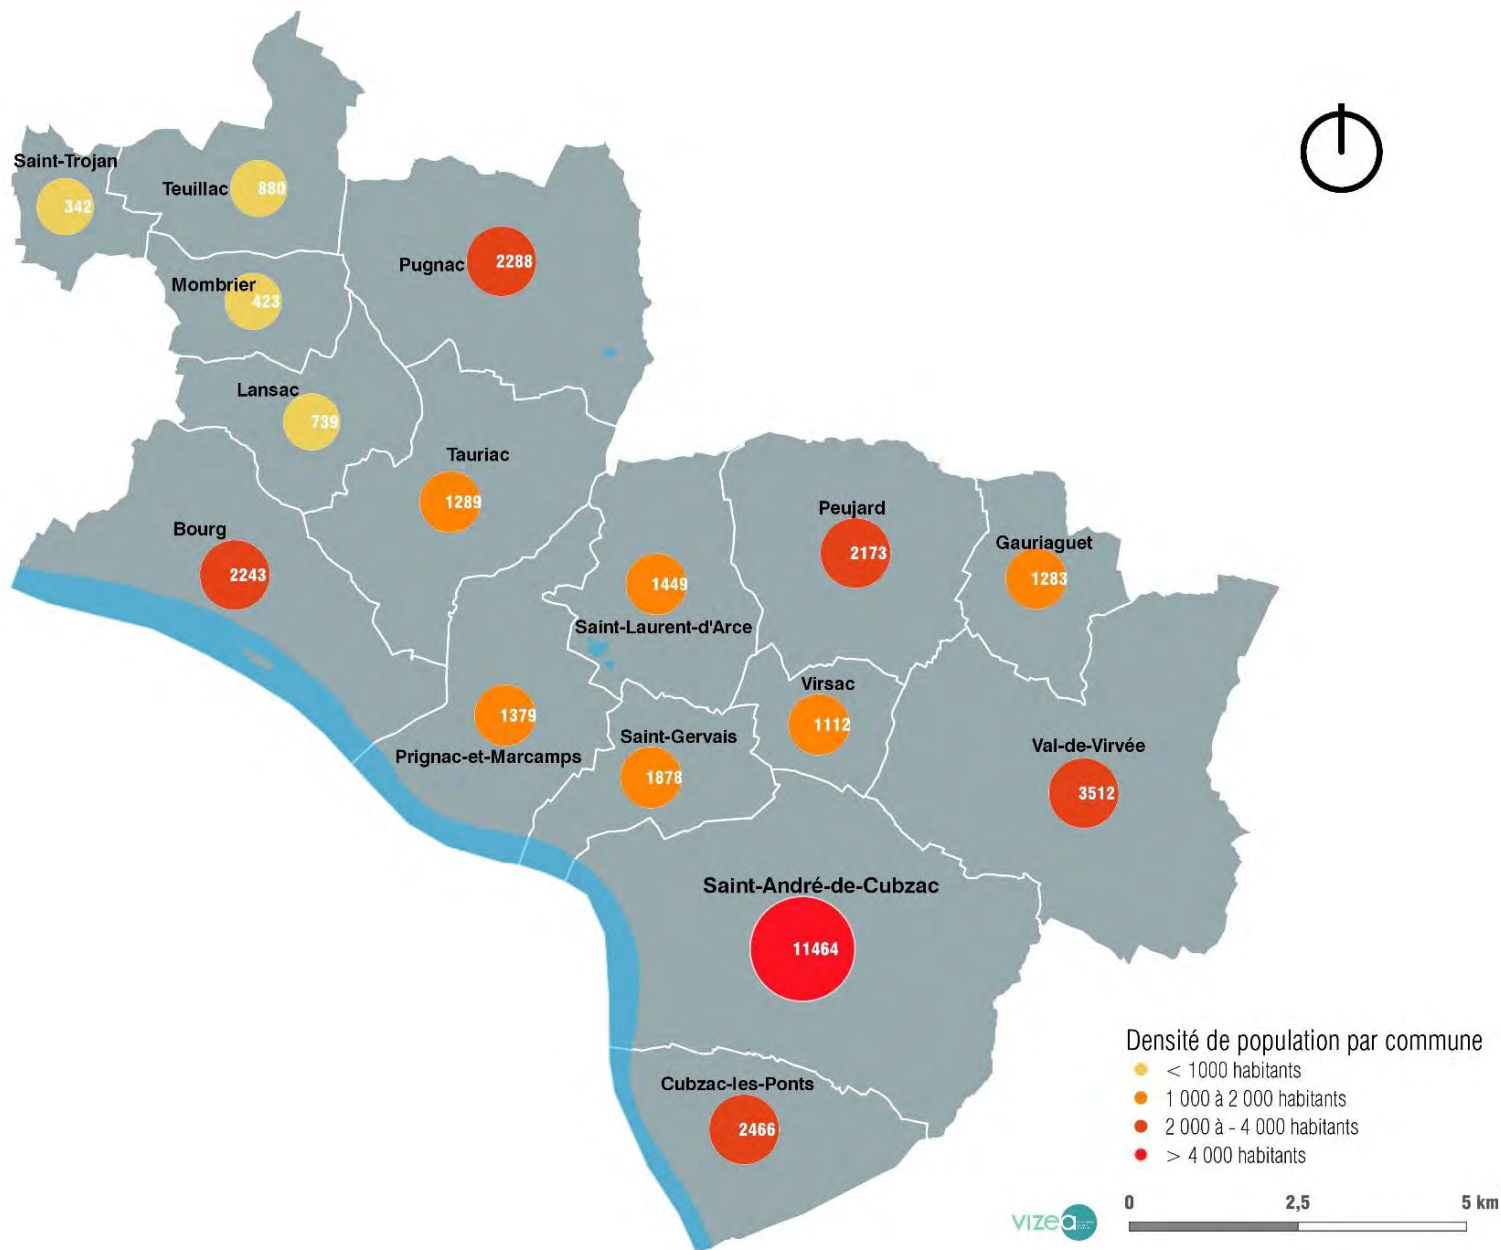 Saint-Trojan
342
Teuillac
880
Pugnac
2288
Mombrier
423
Lansac
739
Tauriac
1289
Bourg
2243
Peujard
2173
Gauriaguet
1283
1449
Saint-Laurent-d'Arce
Virsac
1112
1379
Prignac-et-Marcamps
Saint-Gervais
1878
Val-de-Virvée
3512
Saint-André-de-Cubzac
11464
Cubzac-les-Ponts
2466
Densité de population par commune
< 1000 habitants
1 000 à 2 000 habitants
2 000 à - 4 000 habitants
> 4 000 habitants
0 2,5 5 km
vizea